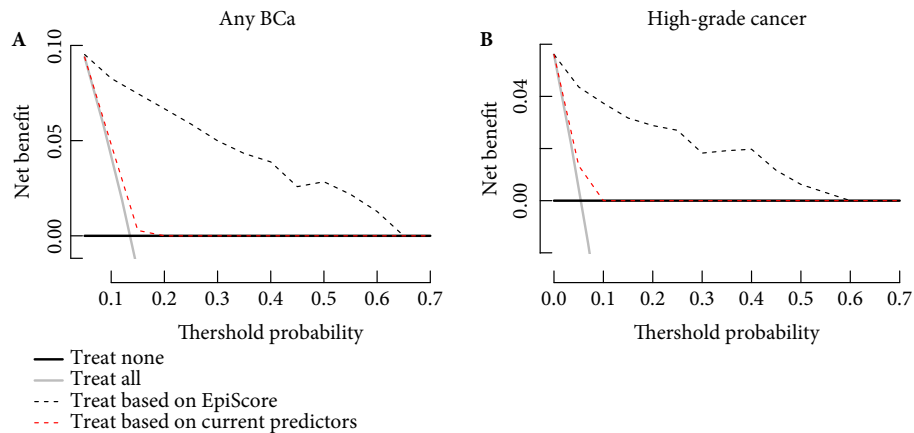 Any BCa
High-grade cancer
A
B
Net benefit
0.10
0.05
0.00
0.1 0.2 0.3 0.4 0.5 0.6 0.7
Thershold probability
Net benefit
0.04
0.00
0.0 0.1 0.2 0.3 0.4 0.5 0.6 0.7
Thershold probability
Treat none
Treat all
Treat based on EpiScore
Treat based on current predictors